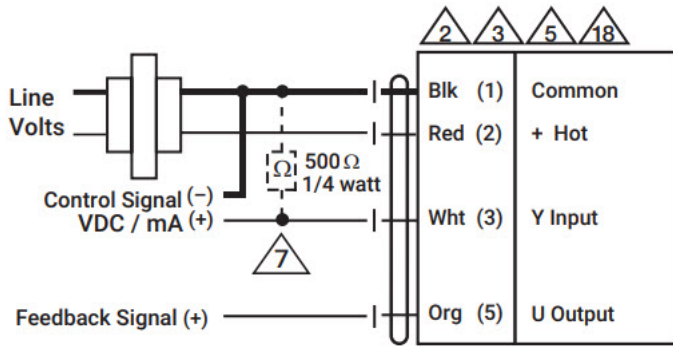 2 3 5 18
Line
Volts
Blk (1) Common
Red (2) + Hot
Ω 500 Ω
1/4 watt
Control Signal (−)
VDC / mA (+)
Wht (3) Y Input
7
Feedback Signal (+)
Org (5) U Output